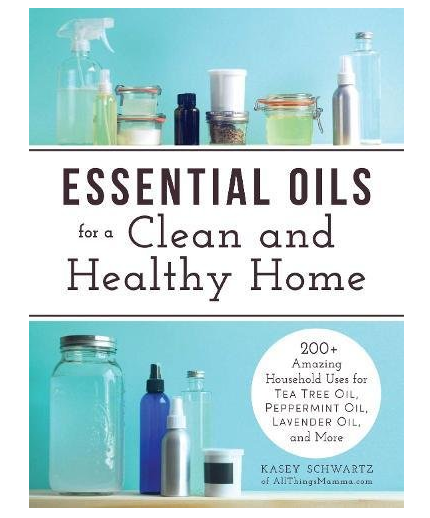 ESSENTIAL OILS
for a Clean and
Healthy Home
200+
Amazing
Household Uses for
TEA TREE OIL,
PEPPERMINT OIL,
LAVENDER OIL,
and More
KASEY SCHWARTZ
of AllThingsMamma.com